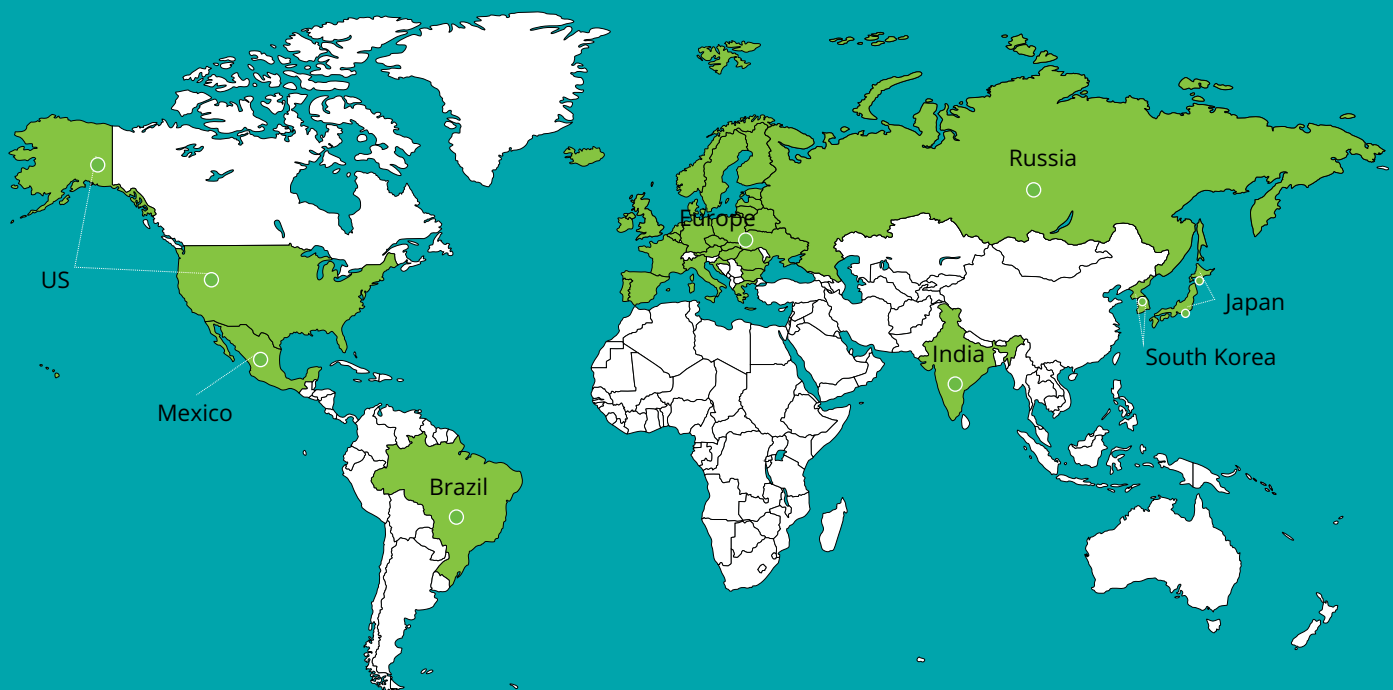 Russia
Europe
US
Japan
India
South Korea
Mexico
Brazil